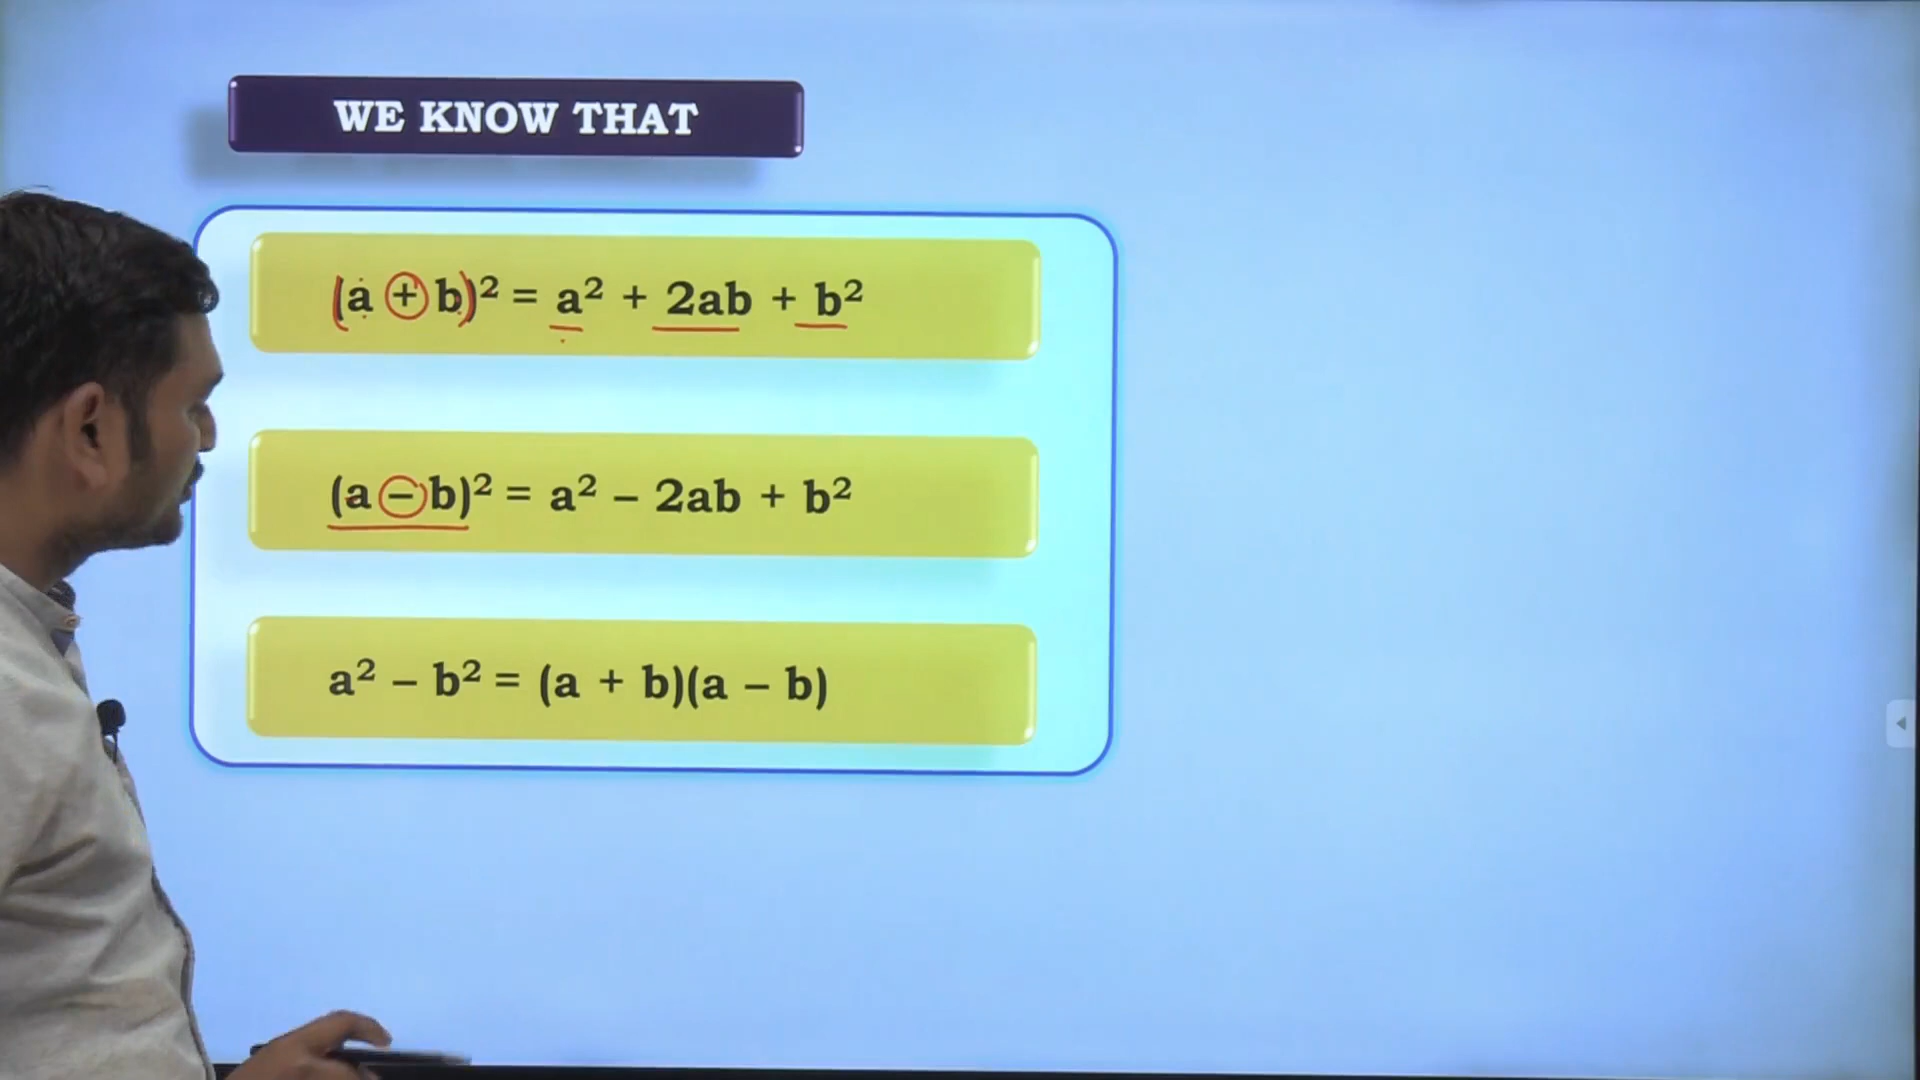 WE KNOW THAT
(a + b)² = a² + 2ab + b²
(a − b)² = a² − 2ab + b²
a² − b² = (a + b)(a − b)